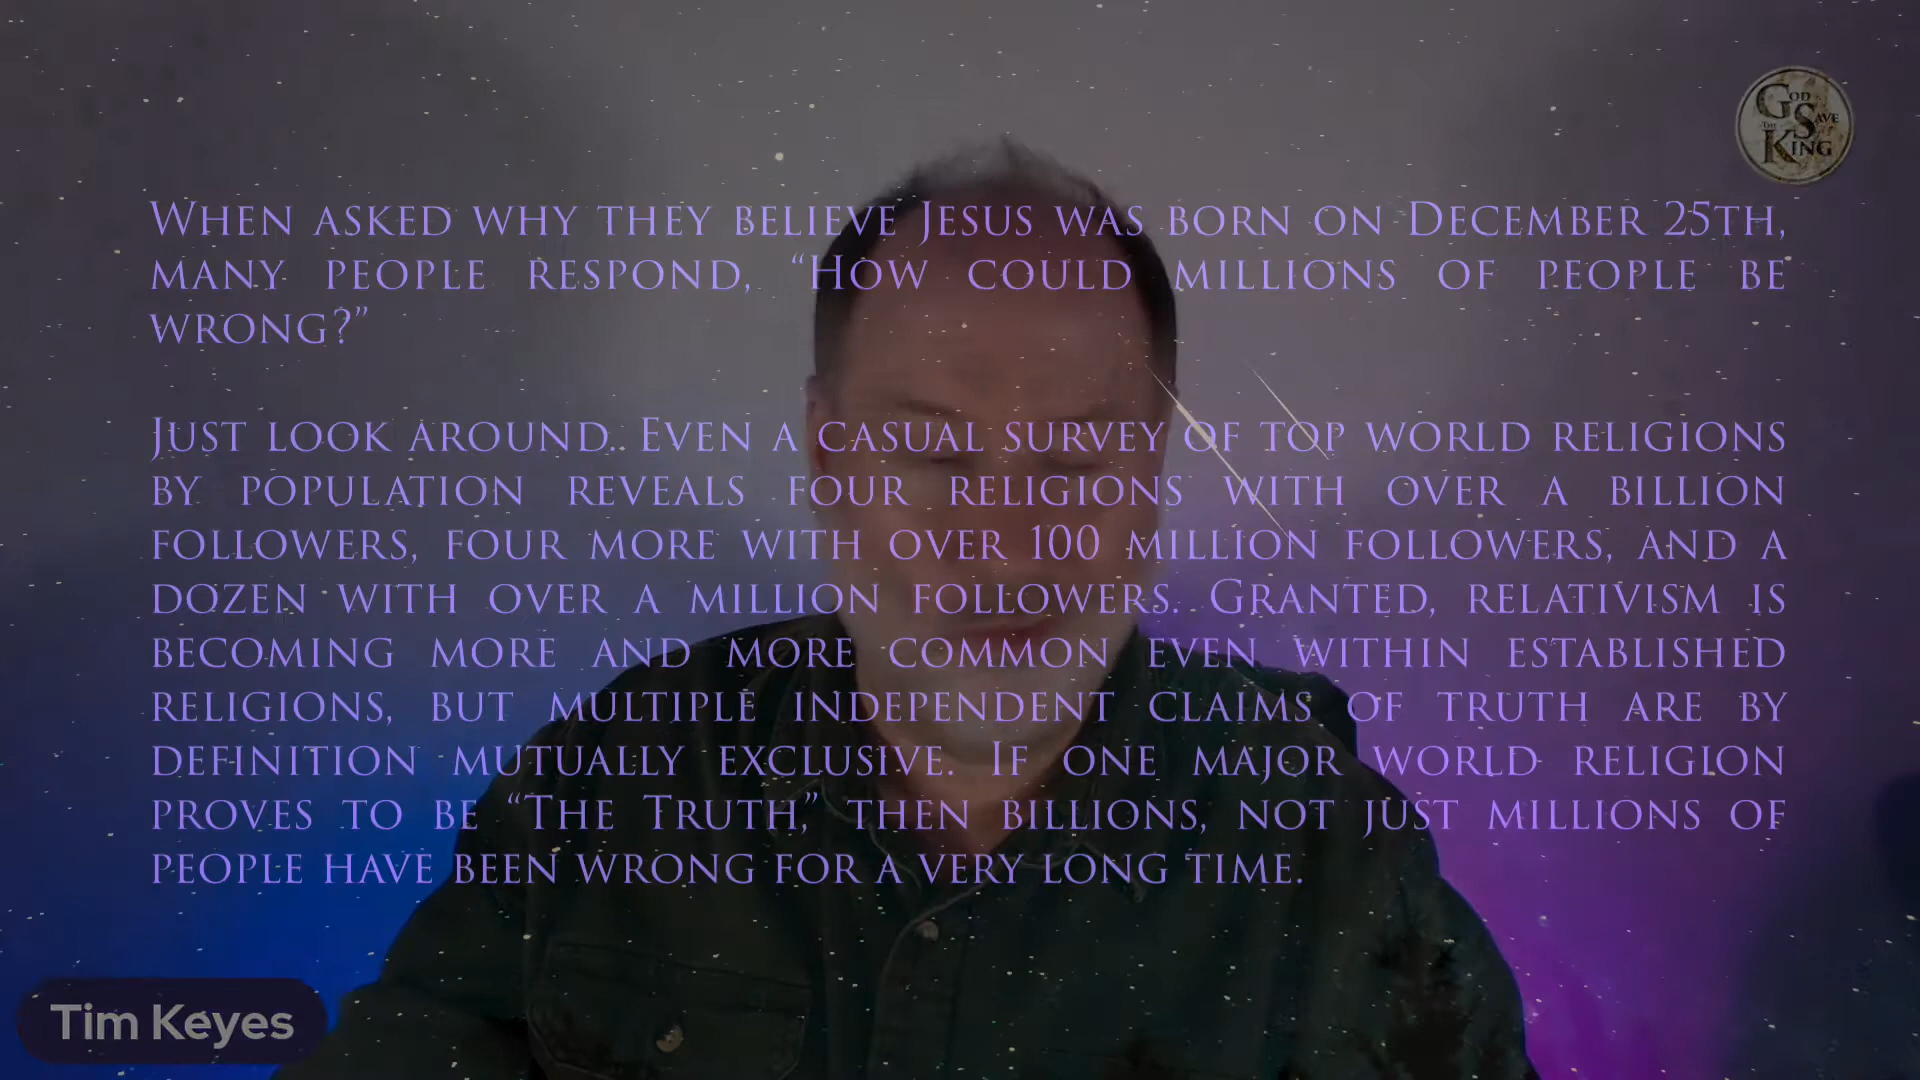 God
Save
The
King
When asked why they believe Jesus was born on December 25th,
many people respond, “How could millions of people be
wrong?”
Just look around. Even a casual survey of top world religions
by population reveals four religions with over a billion
followers, four more with over 100 million followers, and a
dozen with over a million followers. Granted, relativism is
becoming more and more common even within established
religions, but multiple independent claims of truth are by
definition mutually exclusive. If one major world religion
proves to be “The Truth,” then billions, not just millions of
people have been wrong for a very long time.
Tim Keyes